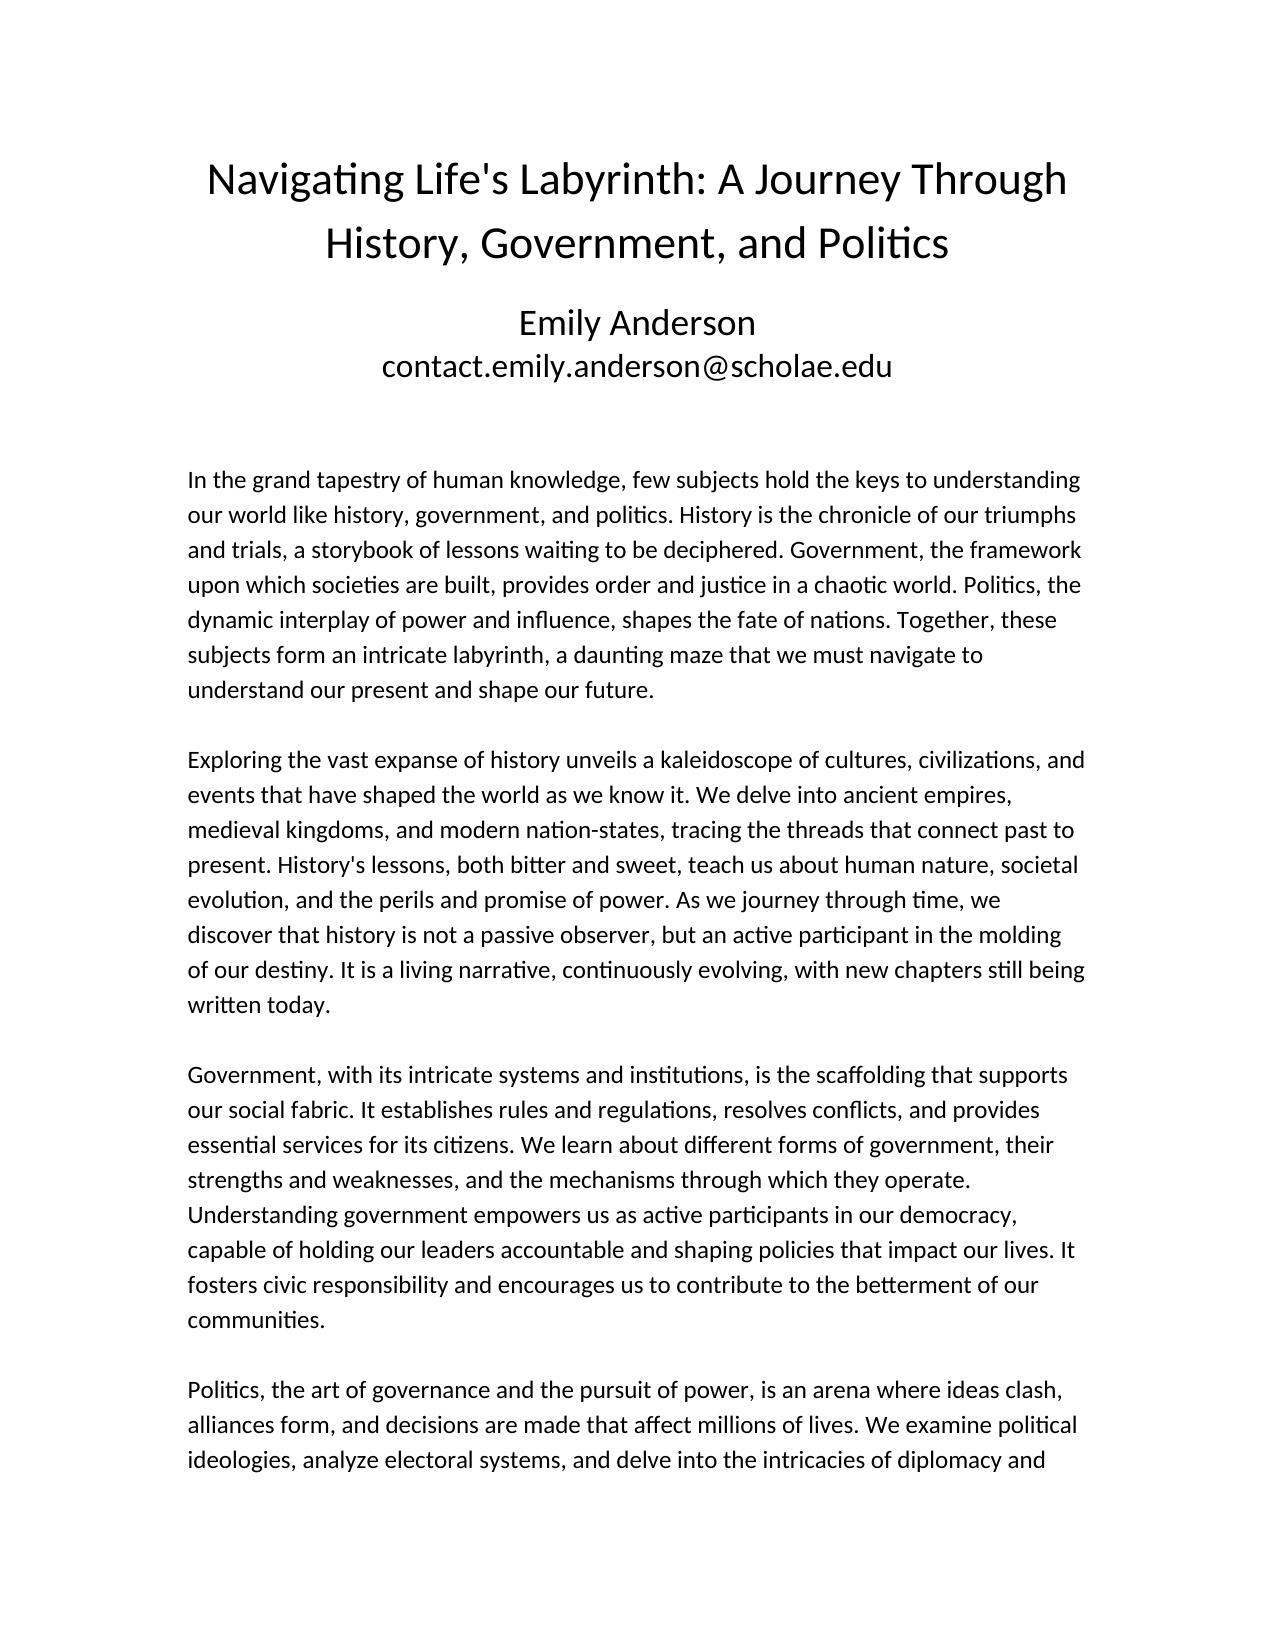 Navigating Life's Labyrinth: A Journey Through
History, Government, and Politics
Emily Anderson
contact.emily.anderson@scholae.edu
In the grand tapestry of human knowledge, few subjects hold the keys to understanding
our world like history, government, and politics. History is the chronicle of our triumphs
and trials, a storybook of lessons waiting to be deciphered. Government, the framework
upon which societies are built, provides order and justice in a chaotic world. Politics, the
dynamic interplay of power and influence, shapes the fate of nations. Together, these
subjects form an intricate labyrinth, a daunting maze that we must navigate to
understand our present and shape our future.
Exploring the vast expanse of history unveils a kaleidoscope of cultures, civilizations, and
events that have shaped the world as we know it. We delve into ancient empires,
medieval kingdoms, and modern nation-states, tracing the threads that connect past to
present. History's lessons, both bitter and sweet, teach us about human nature, societal
evolution, and the perils and promise of power. As we journey through time, we
discover that history is not a passive observer, but an active participant in the molding
of our destiny. It is a living narrative, continuously evolving, with new chapters still being
written today.
Government, with its intricate systems and institutions, is the scaffolding that supports
our social fabric. It establishes rules and regulations, resolves conflicts, and provides
essential services for its citizens. We learn about different forms of government, their
strengths and weaknesses, and the mechanisms through which they operate.
Understanding government empowers us as active participants in our democracy,
capable of holding our leaders accountable and shaping policies that impact our lives. It
fosters civic responsibility and encourages us to contribute to the betterment of our
communities.
Politics, the art of governance and the pursuit of power, is an arena where ideas clash,
alliances form, and decisions are made that affect millions of lives. We examine political
ideologies, analyze electoral systems, and delve into the intricacies of diplomacy and